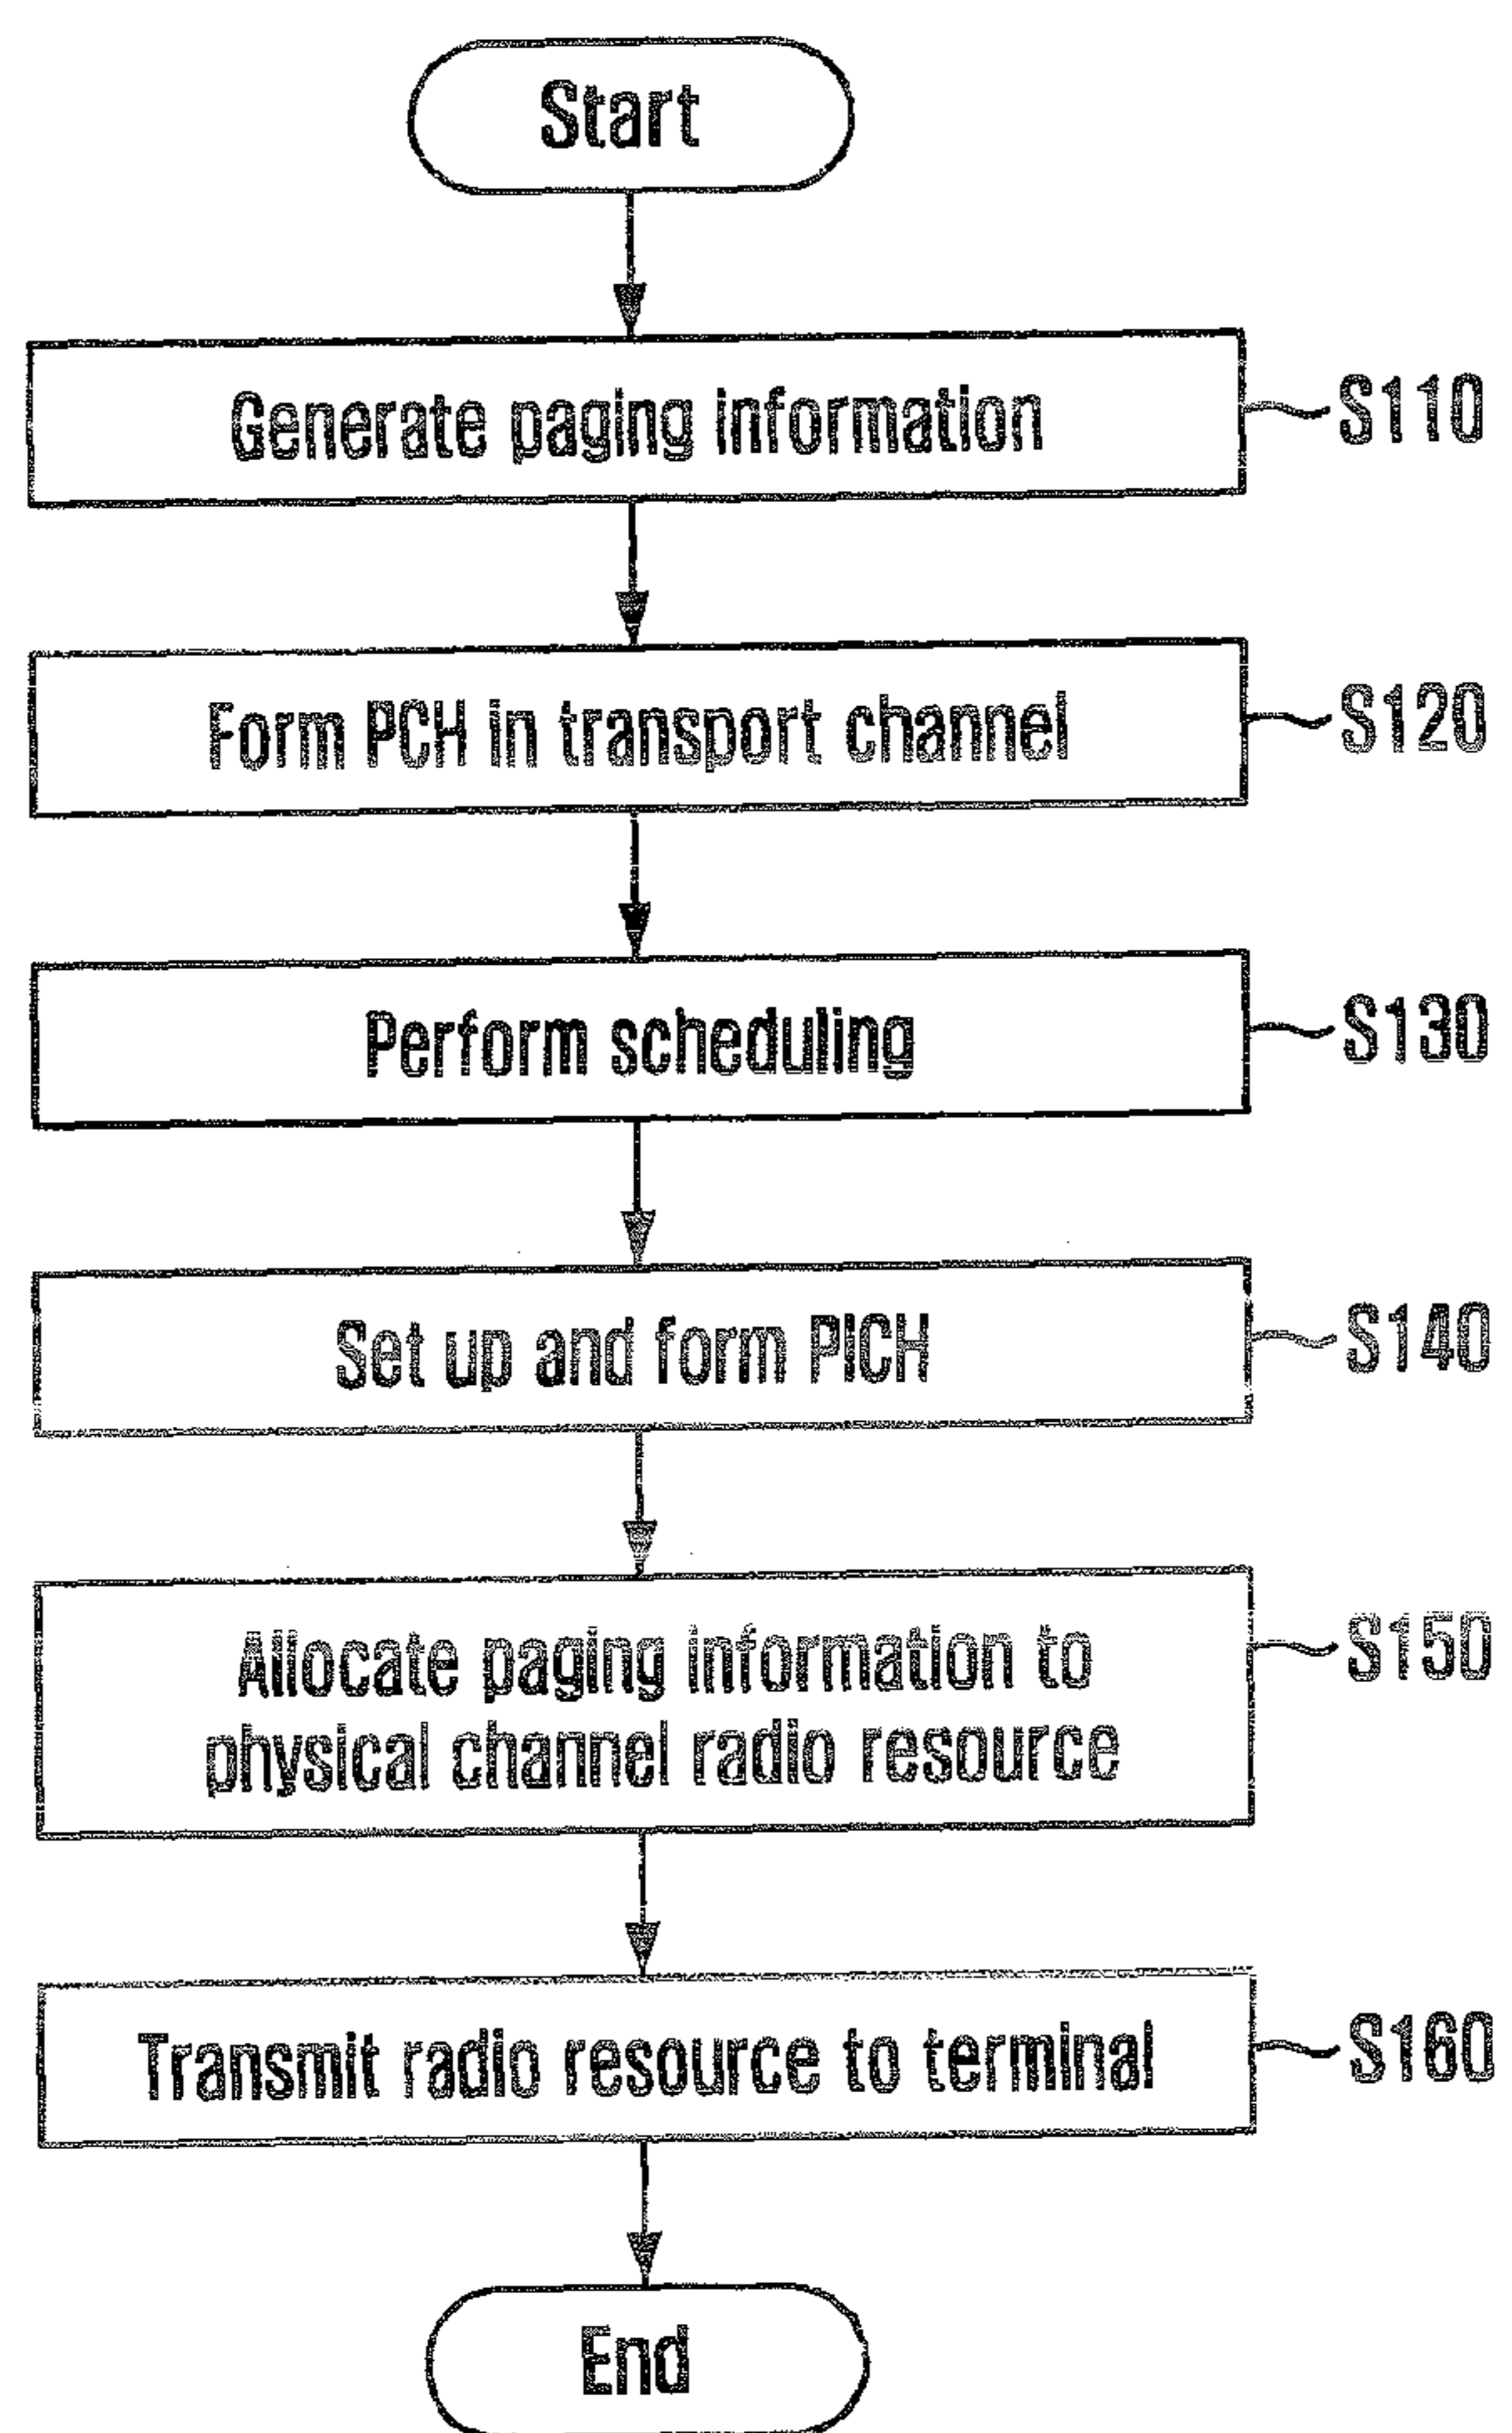 Start
Generate paging information
S110
Form PCH in transport channel
S120
Perform scheduling
S130
Set up and form PICH
S140
Allocate paging information to
physical channel radio resource
S150
Transmit radio resource to terminal
S160
End